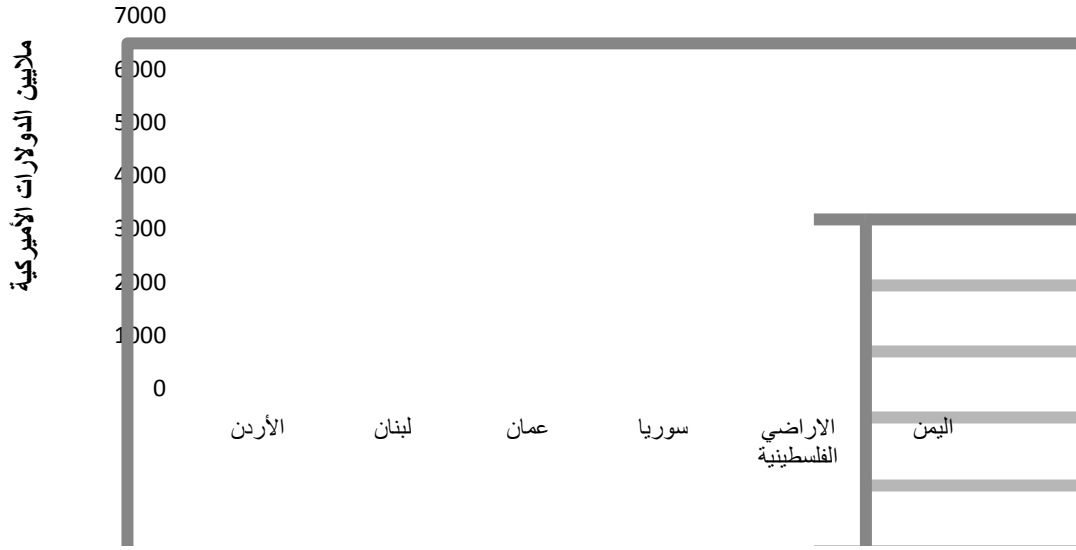 ملايين الدولارات الأميركية
7000
6000
5000
4000
3000
2000
1000
0
الأردن
لبنان
عمان
سوريا
الاراضي
الفلسطينية
اليمن